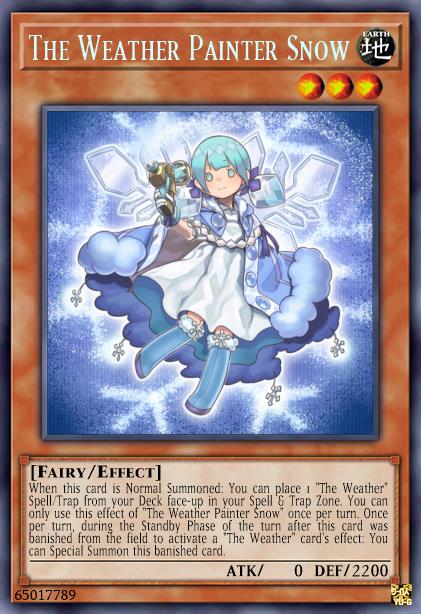 THE WEATHER PAINTER SNOW
EARTH
地
[FAIRY/EFFECT]
When this card is Normal Summoned: You can place 1 "The Weather"
Spell/Trap from your Deck face-up in your Spell & Trap Zone. You can
only use this effect of "The Weather Painter Snow" once per turn. Once
per turn, during the Standby Phase of the turn after this card was
banished from the field to activate a "The Weather" card's effect: You
can Special Summon this banished card.
ATK/ 0 DEF/2200
65017789